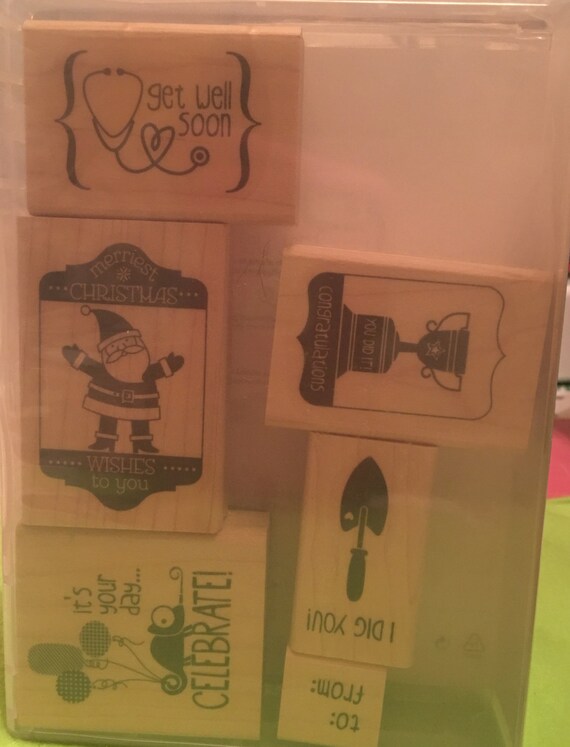 get well
soon
merriest
CHRISTMAS
WISHES
to you
congratulations
YOU DID IT!
I DIG YOU!
it's
your
day...
CELEBRATE!
to:
from: